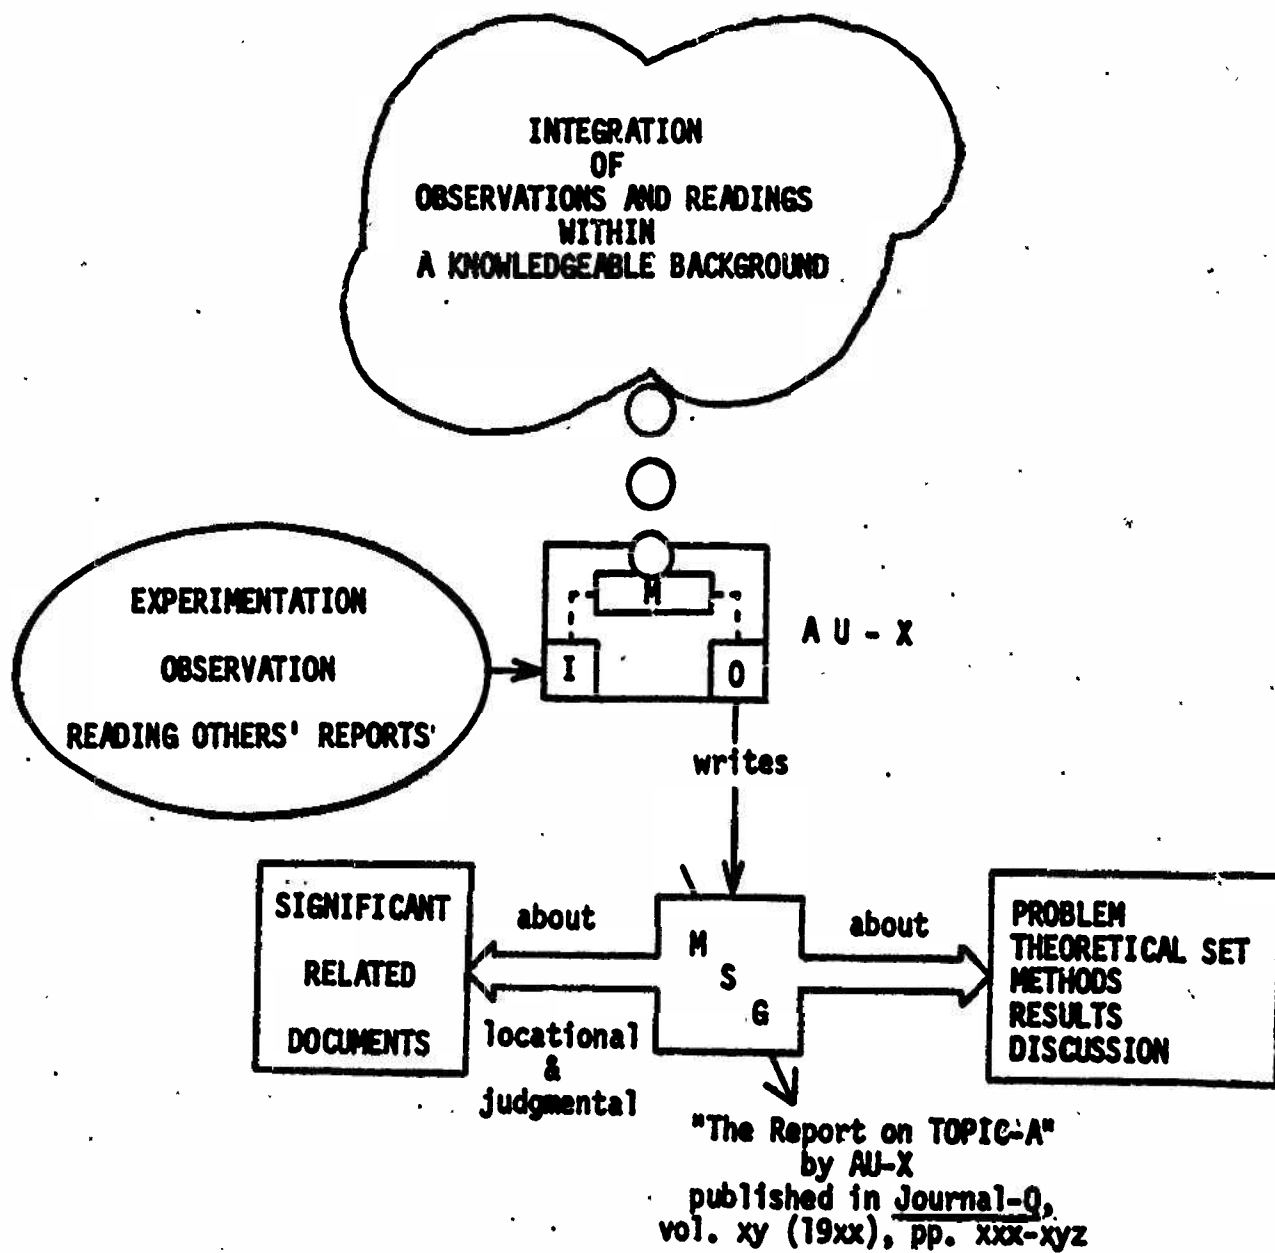 INTEGRATION
OF
OBSERVATIONS AND READINGS
WITHIN
A KNOWLEDGEABLE BACKGROUND
EXPERIMENTATION
OBSERVATION
READING OTHERS' REPORTS
M
I
O
A U - X
writes
SIGNIFICANT
RELATED
DOCUMENTS
about
locational
&
judgmental
M
S
G
about
PROBLEM
THEORETICAL SET
METHODS
RESULTS
DISCUSSION
"The Report on TOPIC-A"
by AU-X
published in Journal-Q,
vol. xy (19xx), pp. xxx-xyz